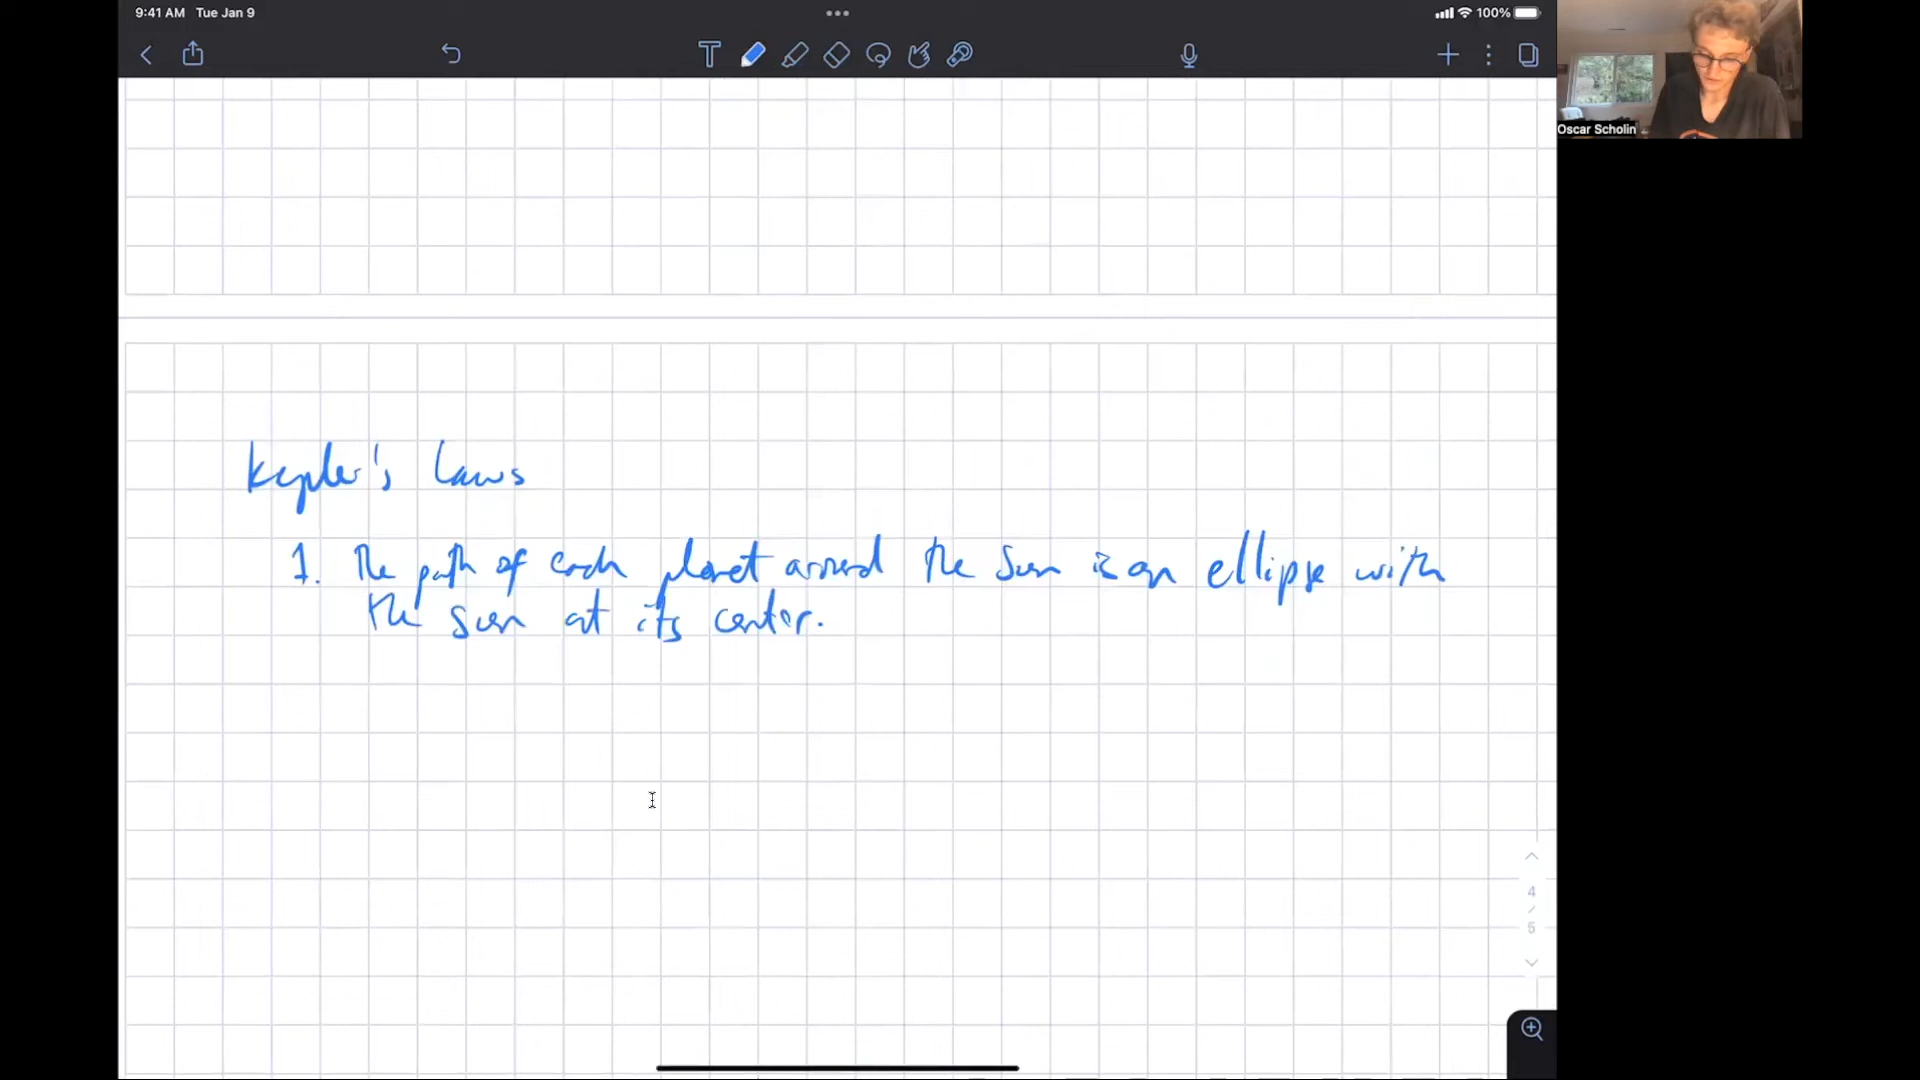 9:41 AM Tue Jan 9
100%
Oscar Scholin
Kepler's Laws
1. The path of each planet around the Sun is an ellipse with
the sun at its center.
4
/
5